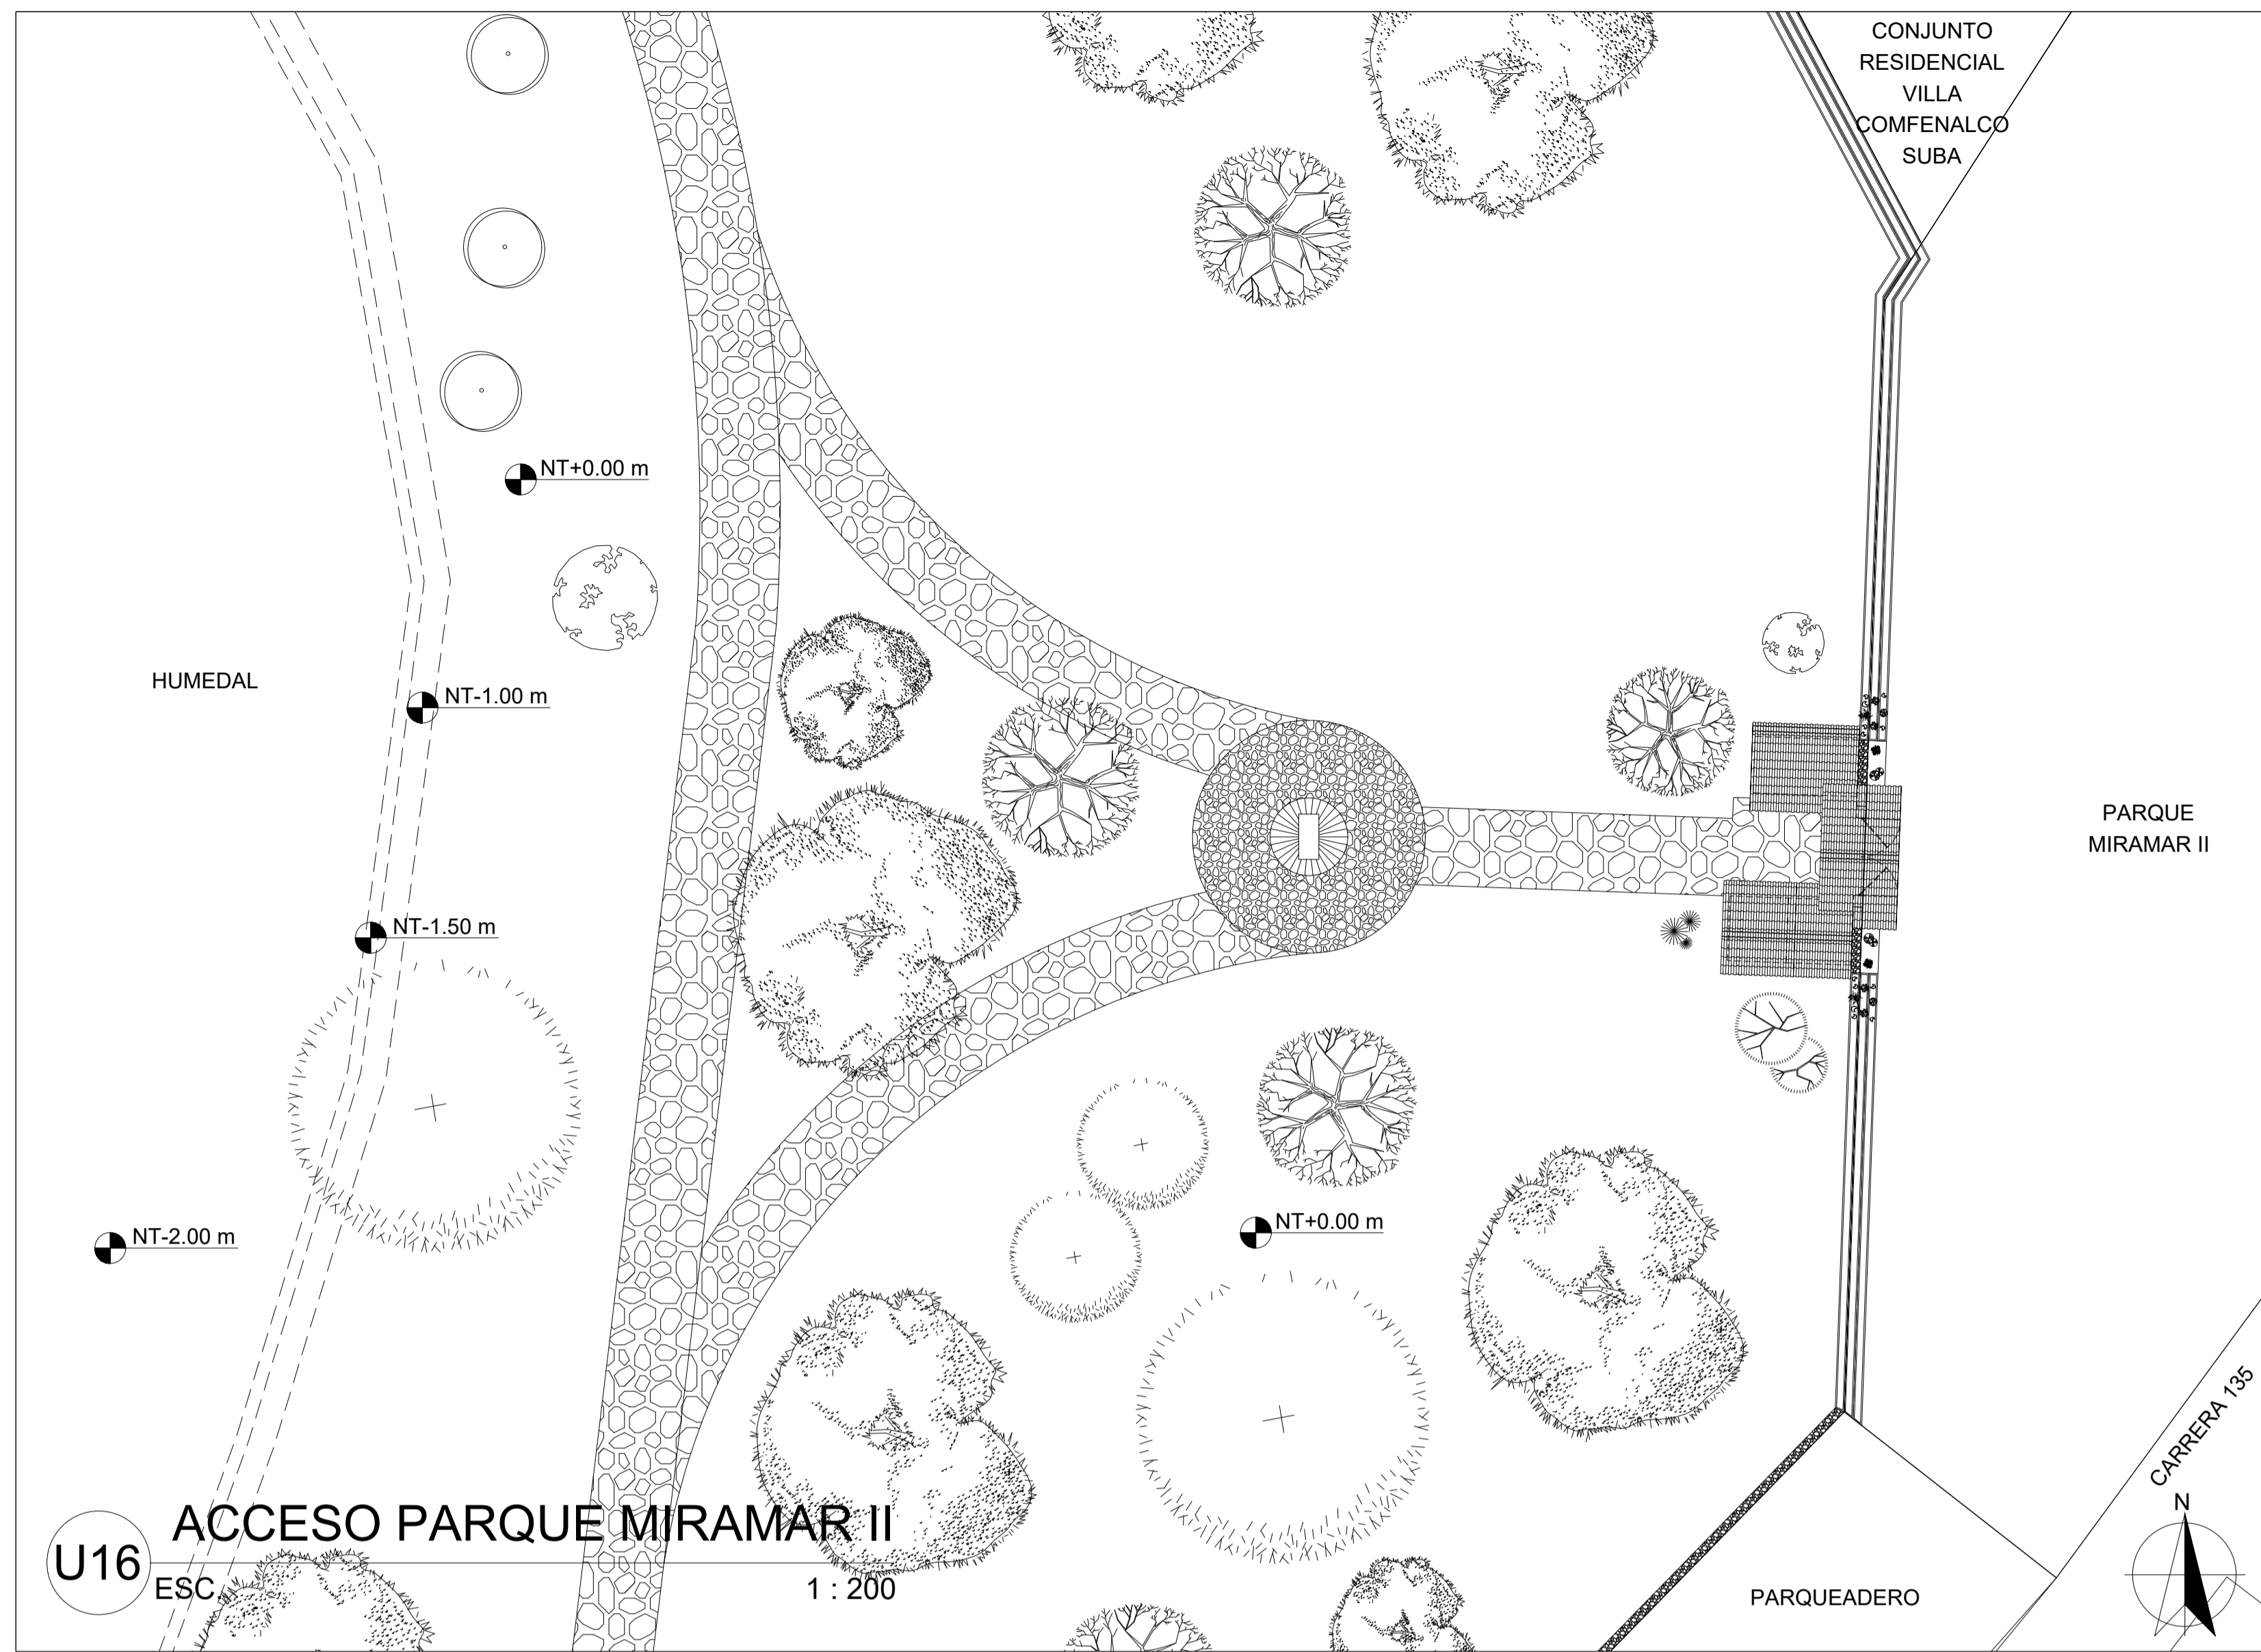 CONJUNTO
RESIDENCIAL
VILLA
COMFENALCO
SUBA
NT+0.00 m
HUMEDAL
NT-1.00 m
PARQUE
MIRAMAR II
NT-1.50 m
NT+0.00 m
NT-2.00 m
CARRERA 135
N
ACCESO PARQUE MIRAMAR II
U16
ESC.
1 : 200
PARQUEADERO